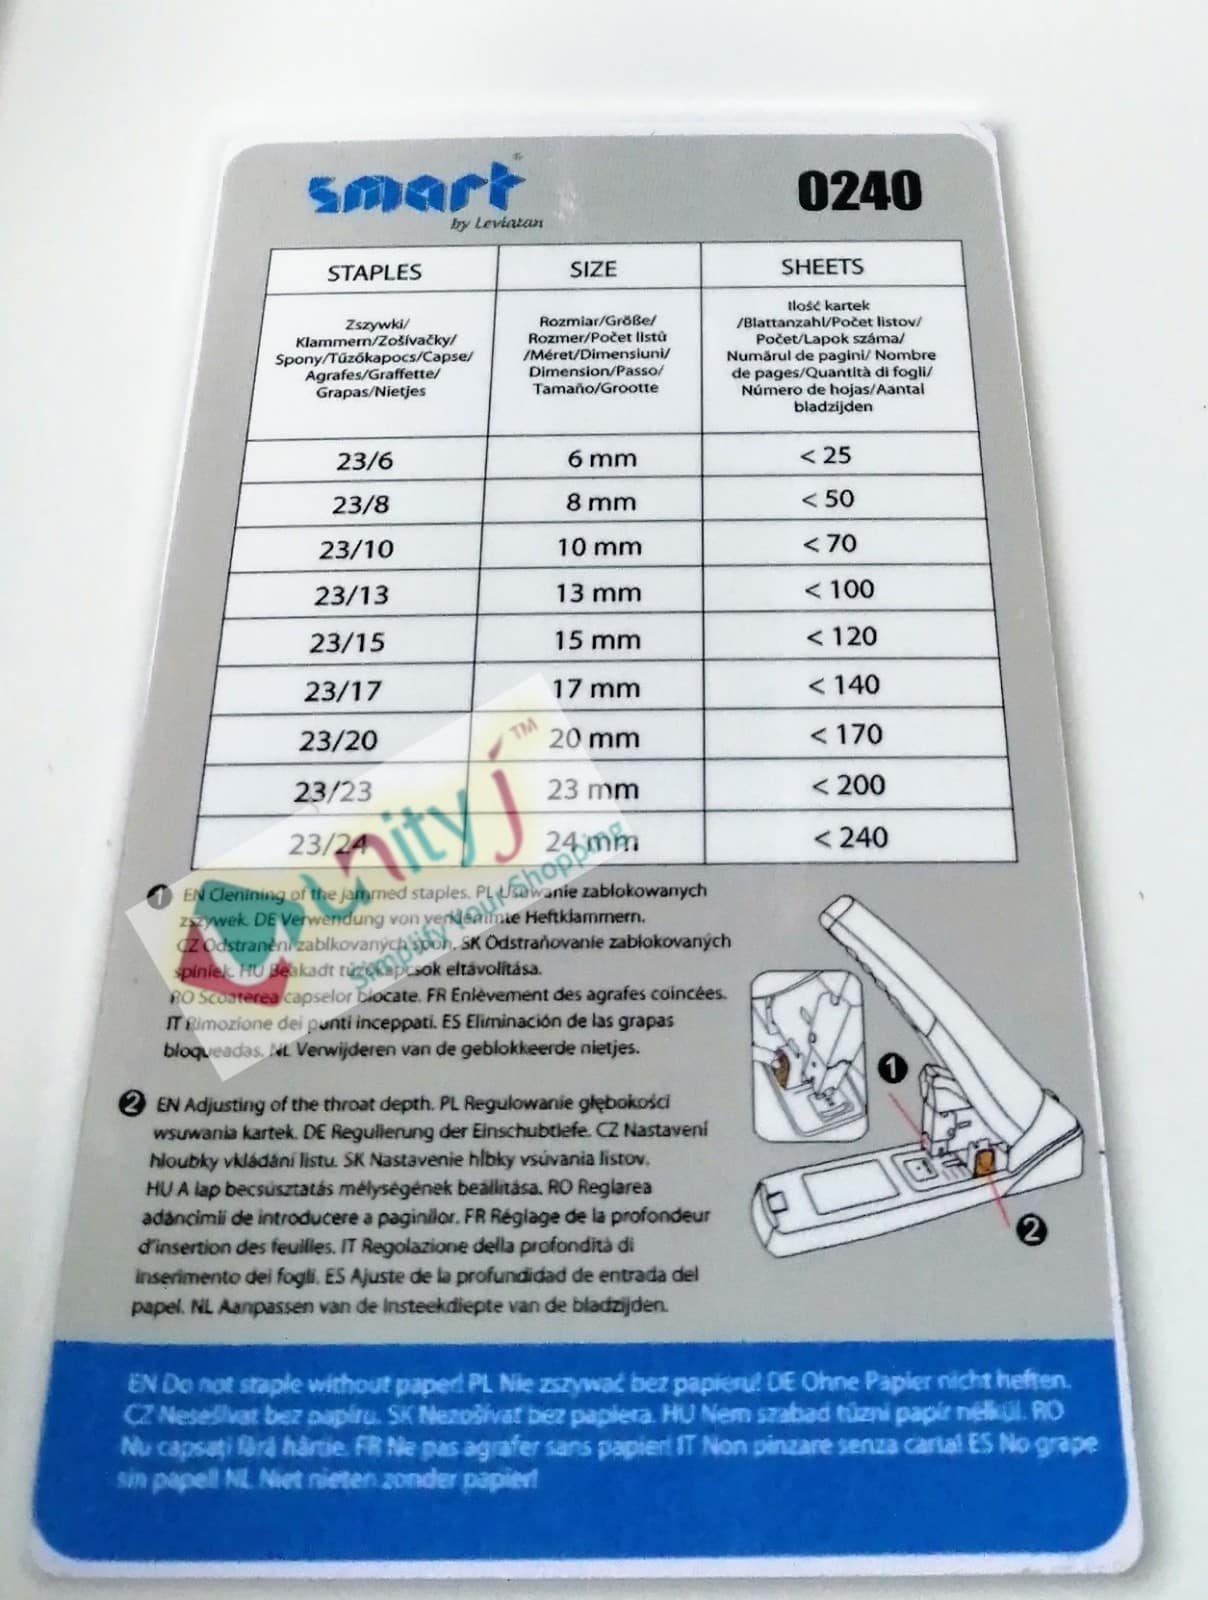 smart®
by Leviatan
0240
STAPLES SIZE SHEETS
Zszywki/
Klammern/Zošívačky/
Spony/Tűzőkapocs/Capse/
Agrafes/Graffette/
Grapas/Nietjes
Rozmiar/Größe/
Rozmer/Počet listů
/Méret/Dimensiuni/
Dimension/Passo/
Tamaño/Grootte
Ilość kartek
/Blattanzahl/Počet listov/
Počet/Lapok száma/
Numărul de pagini/ Nombre
de pages/Quantità di fogli/
Número de hojas/Aantal
bladzijden
23/6 6 mm < 25
23/8 8 mm < 50
23/10 10 mm < 70
23/13 13 mm < 100
23/15 15 mm < 120
23/17 17 mm < 140
23/20 20 mm < 170
23/23 23 mm < 200
23/24 24 mm < 240
unityj™
Simplify Your Shopping
1 EN Clenining of the jammed staples. PL Usuwanie zablokowanych
zszywek. DE Verwendung von verklemmte Heftklammern.
CZ Odstranění zablkovaných spon. SK Odstraňovanie zablokovaných
spiniek. HU Beakadt tűzőkapcsok eltávolítása.
RO Scoaterea capselor blocate. FR Enlèvement des agrafes coincées.
IT Rimozione dei punti inceppati. ES Eliminación de las grapas
bloqueadas. NL Verwijderen van de geblokkeerde nietjes.
2 EN Adjusting of the throat depth. PL Regulowanie głębokości
wsuwania kartek. DE Regulierung der Einschubtiefe. CZ Nastavení
hloubky vkládání listu. SK Nastavenie hĺbky vsúvania listov.
HU A lap becsúsztatás mélységének beállítása. RO Reglarea
adâncimii de introducere a paginilor. FR Réglage de la profondeur
d'insertion des feuilles. IT Regolazione della profondità di
inserimento dei fogli. ES Ajuste de la profundidad de entrada del
papel. NL Aanpassen van de insteekdiepte van de bladzijden.
1
2
EN Do not staple without paper! PL Nie zszywać bez papieru! DE Ohne Papier nicht heften.
CZ Nesešívat bez papíru. SK Nezošívat bez papiera. HU Nem szabad tűzni papír nélkül. RO
Nu capsați fără hârtie. FR Ne pas agrafer sans papier! IT Non pinzare senza carta! ES No grape
sin papel! NL Niet nieten zonder papier!